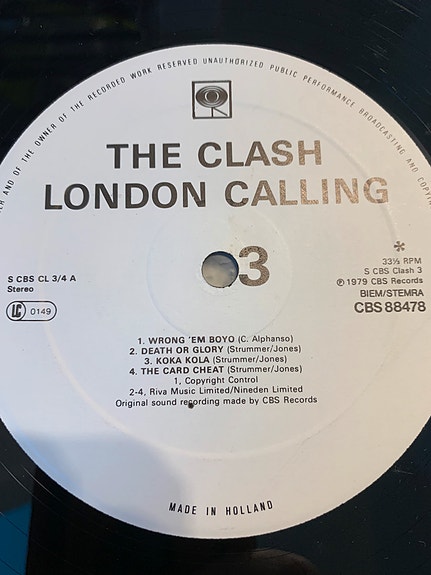 ER AND OF THE OWNER OF THE RECORDED WORK RESERVED UNAUTHORIZED PUBLIC PERFORMANCE BROADCASTING AND COPYIN
THE CLASH
LONDON CALLING
3
S CBS CL 3/4 A
Stereo
LC 0149
*
33⅓ RPM
S CBS Clash 3
℗ 1979 CBS Records
BIEM/STEMRA
CBS 88478
1. WRONG 'EM BOYO (C. Alphanso)
2. DEATH OR GLORY (Strummer/Jones)
3. KOKA KOLA (Strummer/Jones)
4. THE CARD CHEAT (Strummer/Jones)
1, Copyright Control
2-4, Riva Music Limited/Nineden Limited
Original sound recording made by CBS Records
MADE IN HOLLAND